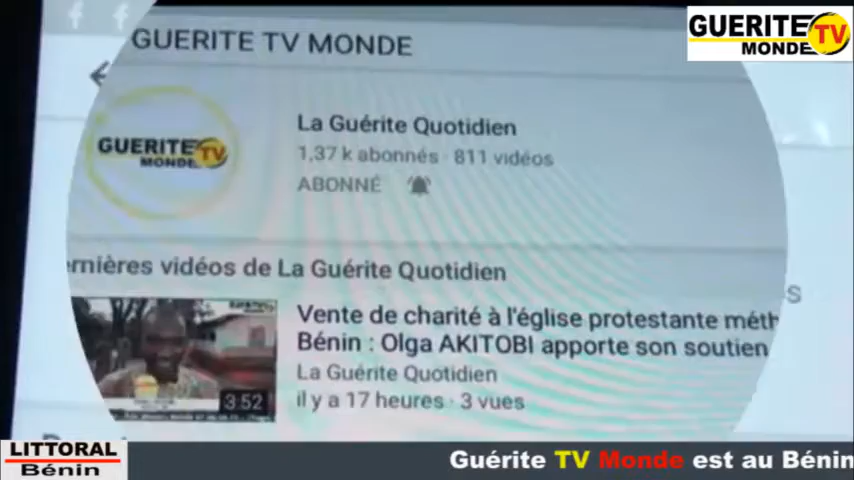 GUERITE TV MONDE
GUERITE TV
MONDE
GUERITE TV
MONDE
La Guérite Quotidien
1,37 k abonnés · 811 vidéos
ABONNÉ
ernières vidéos de La Guérite Quotidien
Vente de charité à l'église protestante méth
Bénin : Olga AKITOBI apporte son soutien
La Guérite Quotidien
il y a 17 heures · 3 vues
3:52
LITTORAL
Bénin
Guérite TV Monde est au Bénin